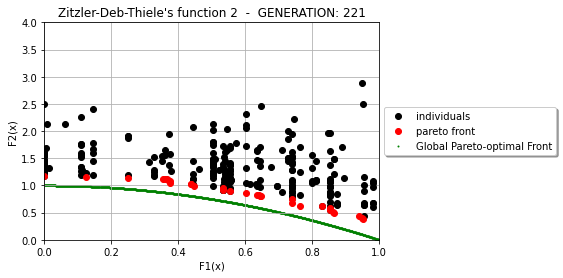 Zitzler-Deb-Thiele's function 2 - GENERATION: 221
4.0
3.5
3.0
2.5
2.0
1.5
1.0
0.5
0.0
F2(x)
0.0 0.2 0.4 0.6 0.8 1.0
F1(x)
individuals
pareto front
Global Pareto-optimal Front